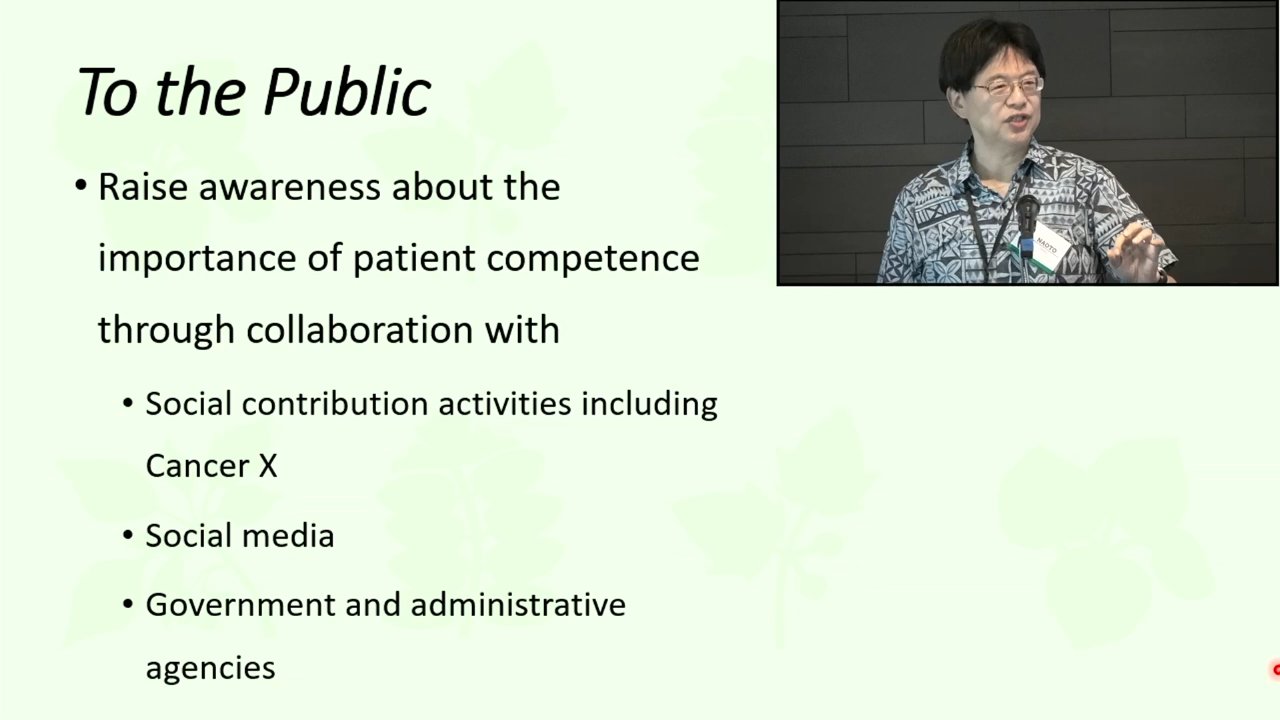 To the Public
• Raise awareness about the
importance of patient competence
through collaboration with
• Social contribution activities including
Cancer X
• Social media
• Government and administrative
agencies
NAOTO